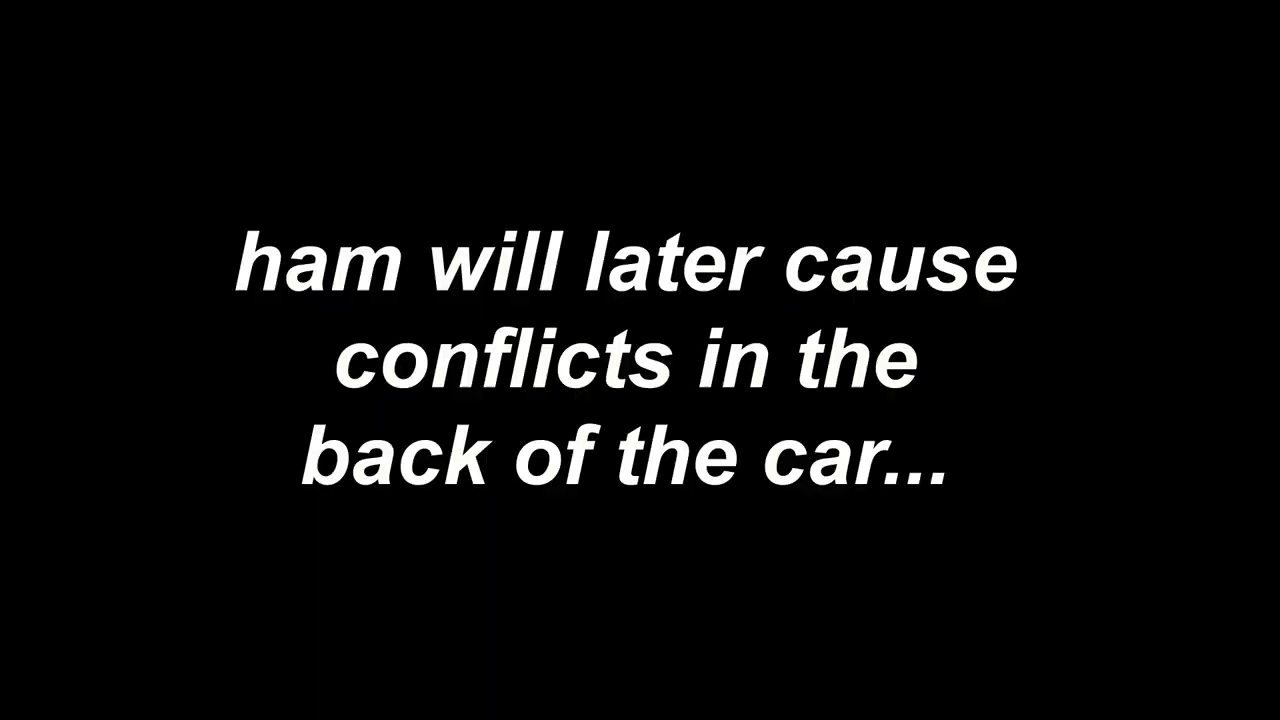 ham will later cause
conflicts in the
back of the car...